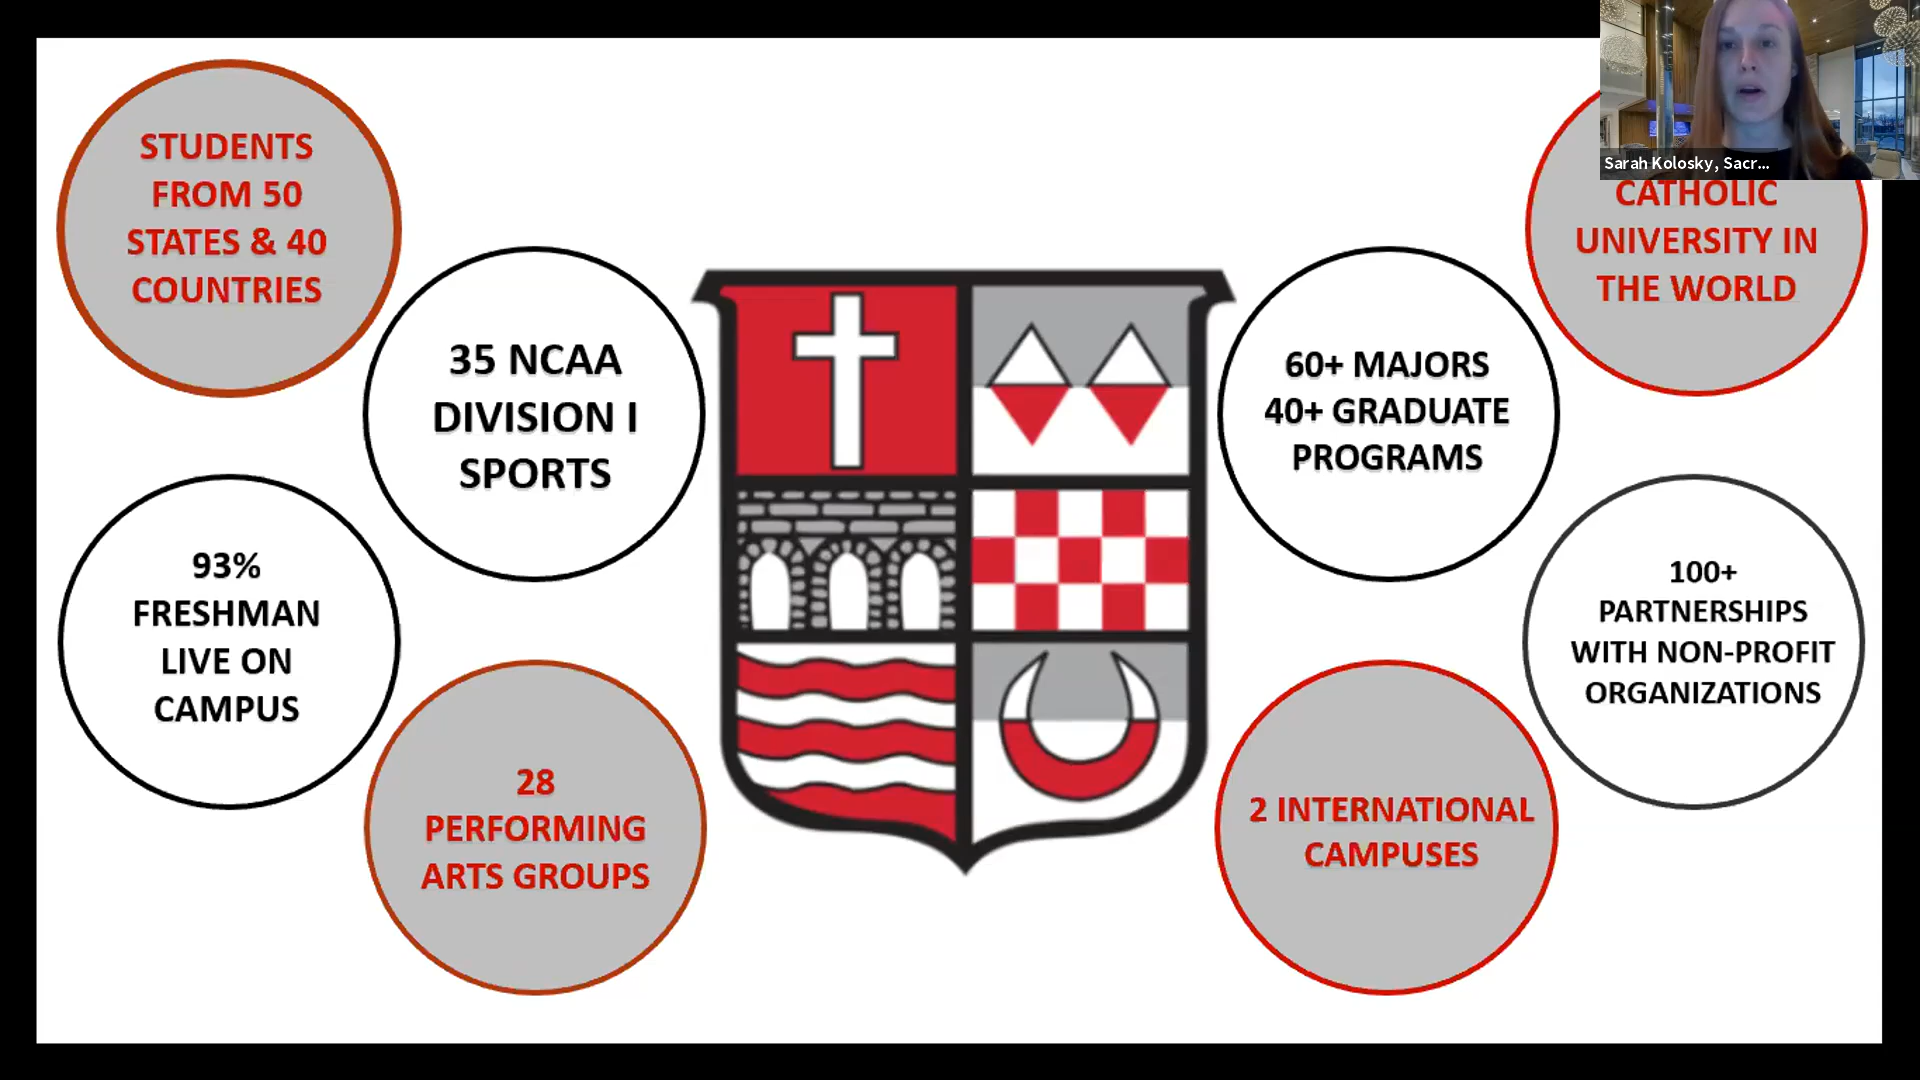 STUDENTS
FROM 50
STATES & 40
COUNTRIES
35 NCAA
DIVISION I
SPORTS
93%
FRESHMAN
LIVE ON
CAMPUS
28
PERFORMING
ARTS GROUPS
60+ MAJORS
40+ GRADUATE
PROGRAMS
Sarah Kolosky, Sacr...
CATHOLIC
UNIVERSITY IN
THE WORLD
100+
PARTNERSHIPS
WITH NON-PROFIT
ORGANIZATIONS
2 INTERNATIONAL
CAMPUSES